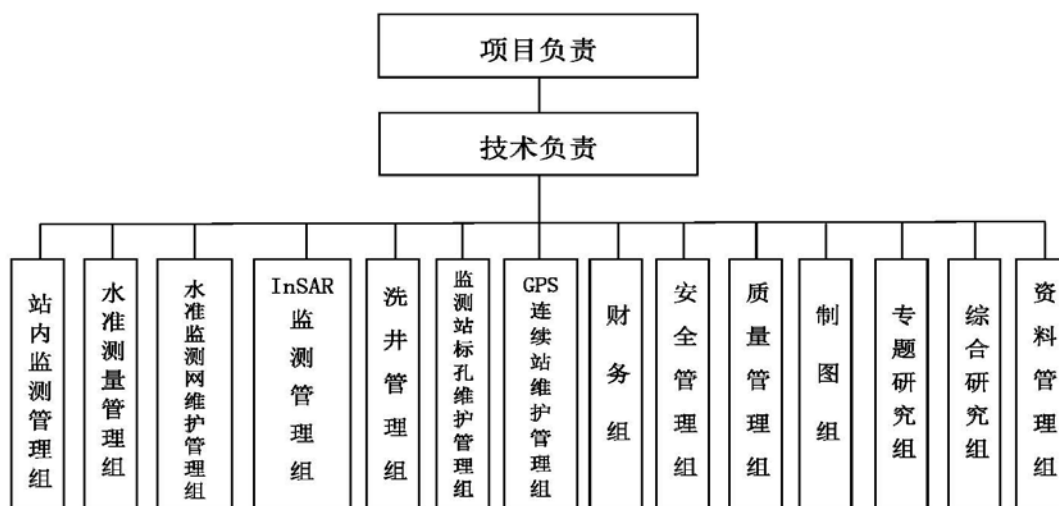 项目负责
技术负责
站内监测管理组
水准测量管理组
水准监测网维护管理组
InSAR监测管理组
洗井管理组
监测站标孔维护管理组
GPS连续站维护管理组
财务组
安全管理组
质量管理组
制图组
专题研究组
综合研究组
资料管理组